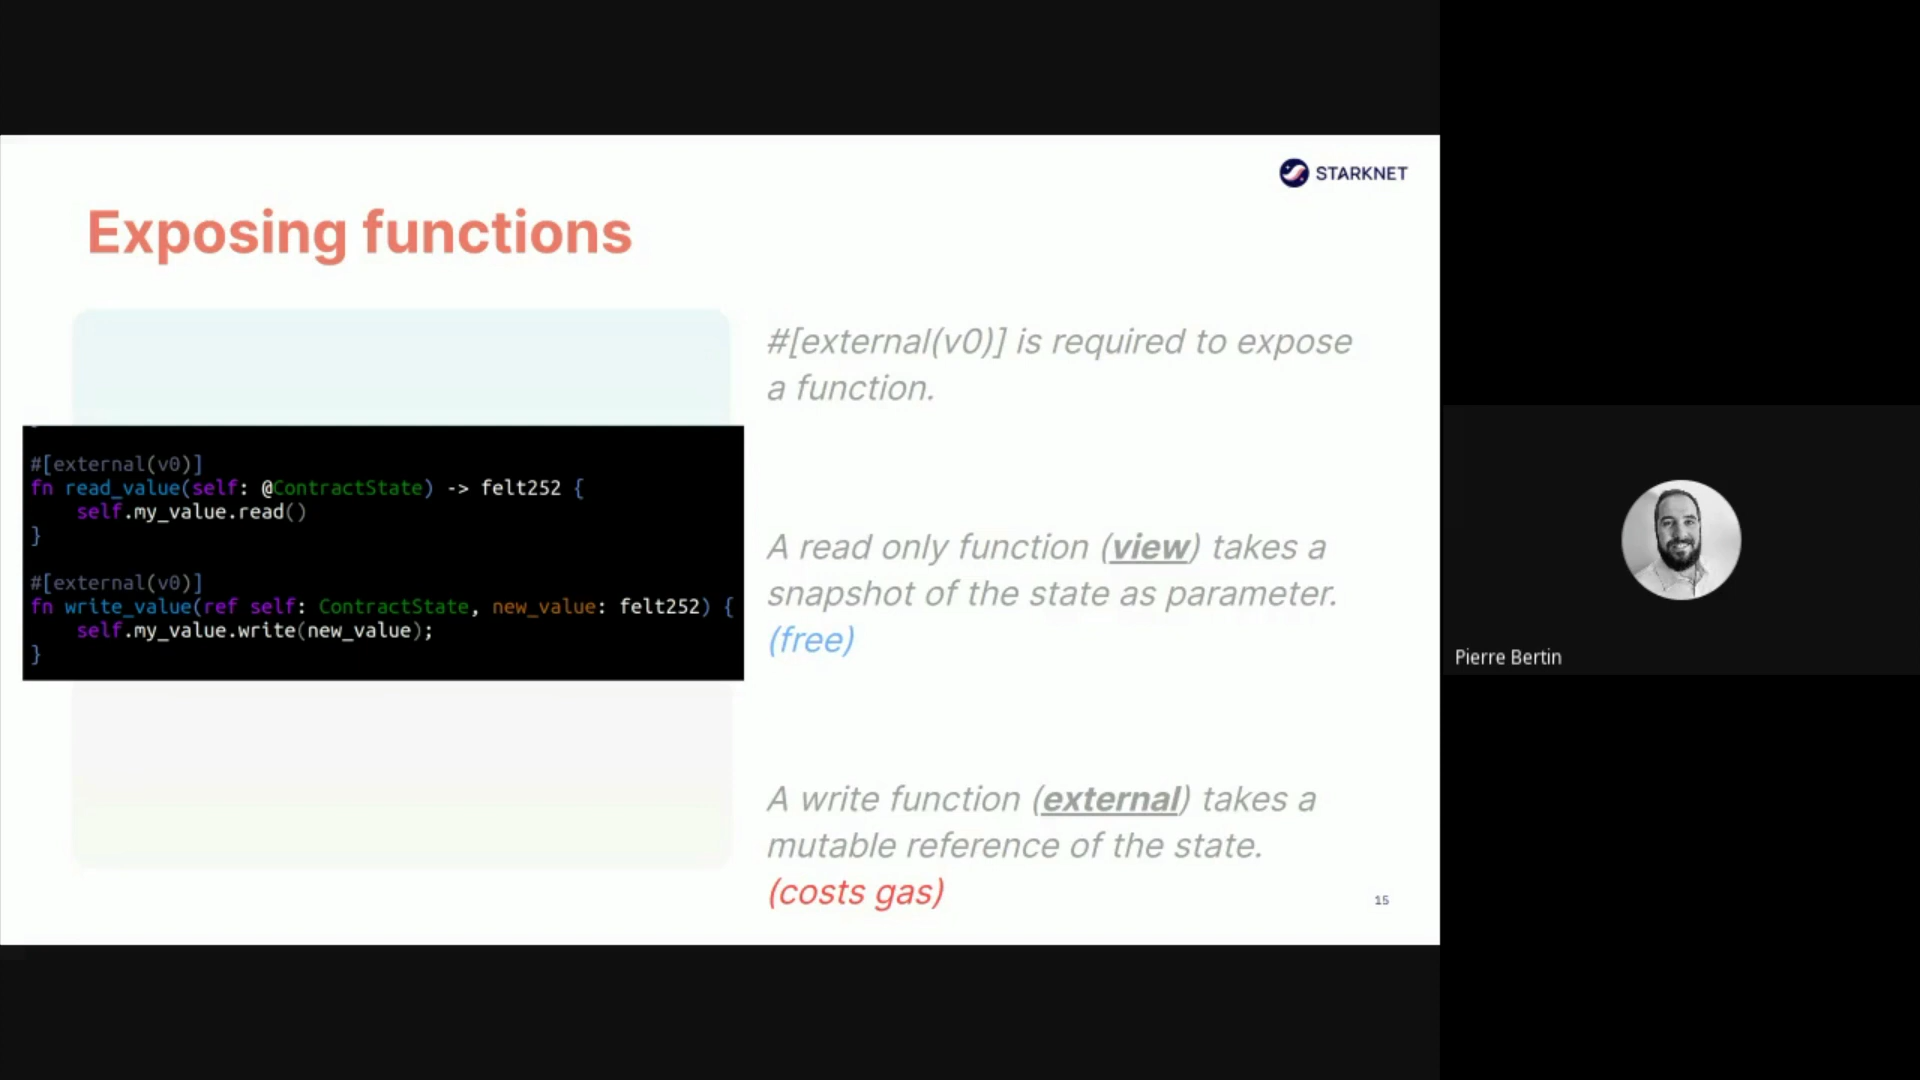 STARKNET
Exposing functions
#[external(v0)] is required to expose
a function.
#[external(v0)]
fn read_value(self: @ContractState) -> felt252 {
    self.my_value.read()
}
#[external(v0)]
fn write_value(ref self: ContractState, new_value: felt252) {
    self.my_value.write(new_value);
}
A read only function (view) takes a
snapshot of the state as parameter.
(free)
A write function (external) takes a
mutable reference of the state.
(costs gas)
15
Pierre Bertin